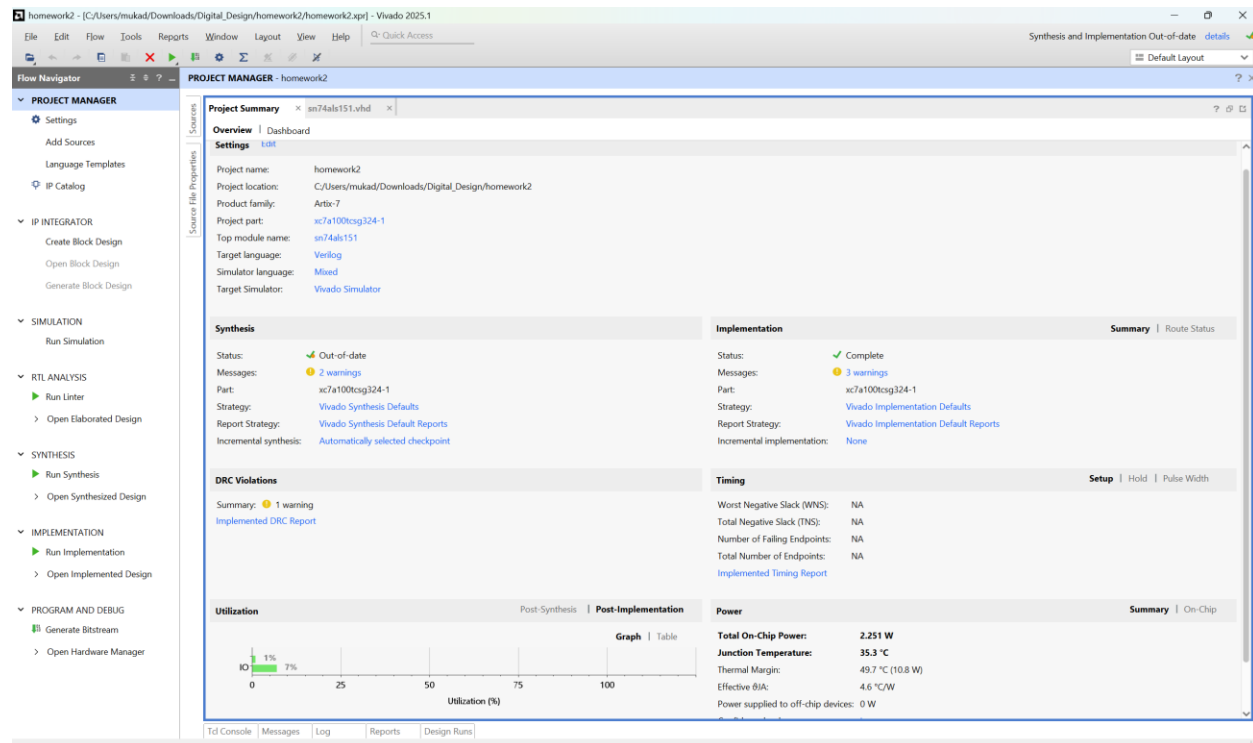 homework2 - [C:/Users/mukad/Downloads/Digital_Design/homework2/homework2.xpr] - Vivado 2025.1
File Edit Flow Tools Reports Window Layout View Help Quick Access
Synthesis and Implementation Out-of-date details
Default Layout
Flow Navigator
PROJECT MANAGER
Settings
Add Sources
Language Templates
IP Catalog
IP INTEGRATOR
Create Block Design
Open Block Design
Generate Block Design
SIMULATION
Run Simulation
RTL ANALYSIS
Run Linter
Open Elaborated Design
SYNTHESIS
Run Synthesis
Open Synthesized Design
IMPLEMENTATION
Run Implementation
Open Implemented Design
PROGRAM AND DEBUG
Generate Bitstream
Open Hardware Manager
PROJECT MANAGER - homework2
Sources
Source File Properties
Project Summary × sn74als151.vhd ×
Overview | Dashboard
Settings Edit
Project name: homework2
Project location: C:/Users/mukad/Downloads/Digital_Design/homework2
Product family: Artix-7
Project part: xc7a100tcsg324-1
Top module name: sn74als151
Target language: Verilog
Simulator language: Mixed
Target Simulator: Vivado Simulator
Synthesis
Status: Out-of-date
Messages: 2 warnings
Part: xc7a100tcsg324-1
Strategy: Vivado Synthesis Defaults
Report Strategy: Vivado Synthesis Default Reports
Incremental synthesis: Automatically selected checkpoint
Implementation Summary | Route Status
Status: Complete
Messages: 3 warnings
Part: xc7a100tcsg324-1
Strategy: Vivado Implementation Defaults
Report Strategy: Vivado Implementation Default Reports
Incremental implementation: None
DRC Violations
Summary: 1 warning
Implemented DRC Report
Timing Setup | Hold | Pulse Width
Worst Negative Slack (WNS): NA
Total Negative Slack (TNS): NA
Number of Failing Endpoints: NA
Total Number of Endpoints: NA
Implemented Timing Report
Utilization Post-Synthesis | Post-Implementation
Graph | Table
1%
IO 7%
0 25 50 75 100
Utilization (%)
Power Summary | On-Chip
Total On-Chip Power: 2.251 W
Junction Temperature: 35.3 °C
Thermal Margin: 49.7 °C (10.8 W)
Effective ϑJA: 4.6 °C/W
Power supplied to off-chip devices: 0 W
Tcl Console Messages Log Reports Design Runs